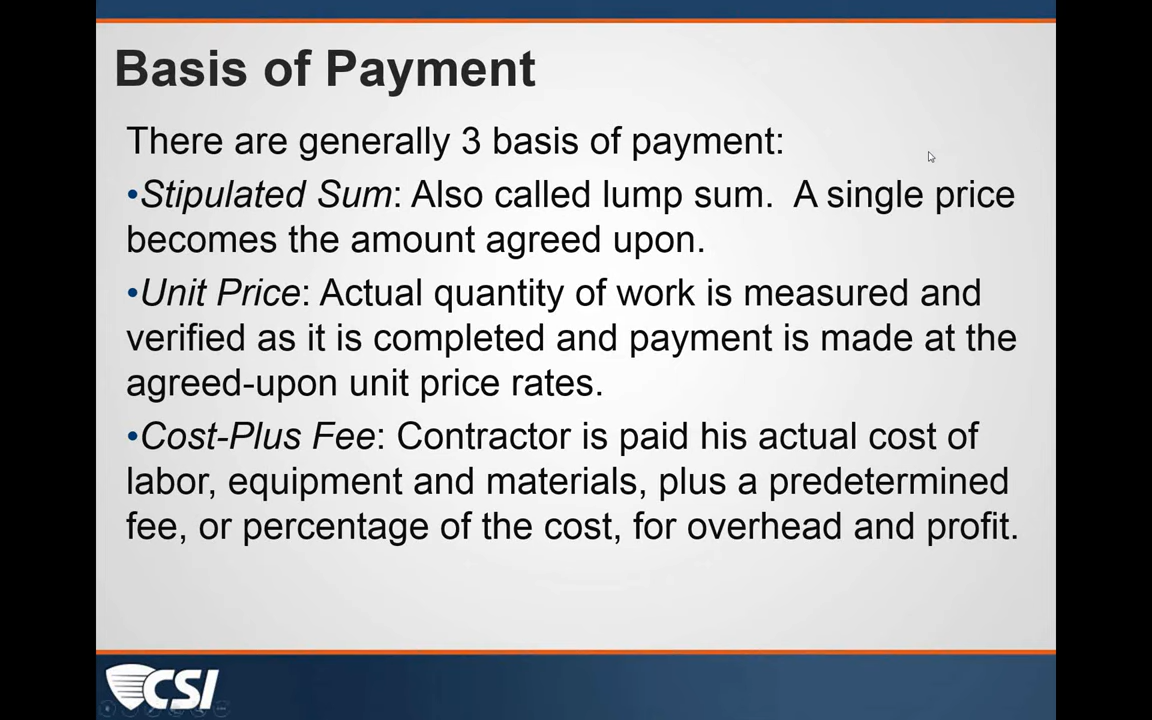 Basis of Payment
There are generally 3 basis of payment:
•Stipulated Sum: Also called lump sum.  A single price
becomes the amount agreed upon.
•Unit Price: Actual quantity of work is measured and
verified as it is completed and payment is made at the
agreed-upon unit price rates.
•Cost-Plus Fee: Contractor is paid his actual cost of
labor, equipment and materials, plus a predetermined
fee, or percentage of the cost, for overhead and profit.
CSI